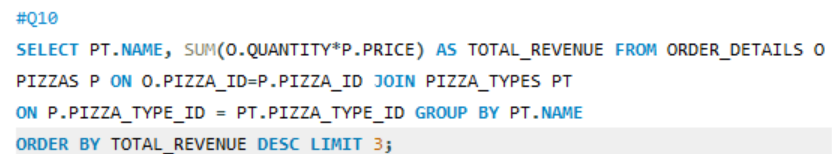 #Q10
SELECT PT.NAME, SUM(O.QUANTITY*P.PRICE) AS TOTAL_REVENUE FROM ORDER_DETAILS O
PIZZAS P ON O.PIZZA_ID=P.PIZZA_ID JOIN PIZZA_TYPES PT
ON P.PIZZA_TYPE_ID = PT.PIZZA_TYPE_ID GROUP BY PT.NAME
ORDER BY TOTAL_REVENUE DESC LIMIT 3;